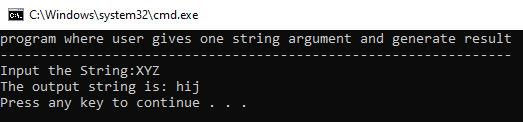 C:\Windows\system32\cmd.exe
program where user gives one string argument and generate result
----------------------------------------------------------------
Input the String:XYZ
The output string is: hij
Press any key to continue . . .